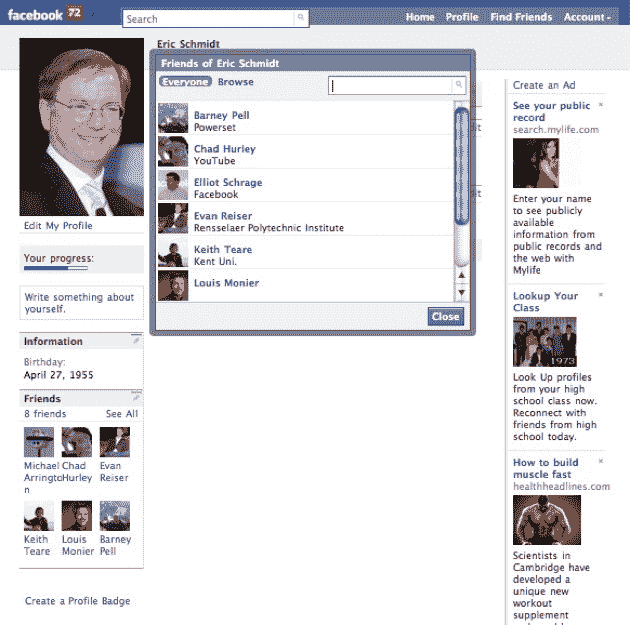 facebook 72
Search
Home Profile Find Friends Account
Eric Schmidt
Friends of Eric Schmidt
Everyone Browse
Barney Pell
Powerset
Chad Hurley
YouTube
Elliot Schrage
Facebook
Evan Reiser
Rensselaer Polytechnic Institute
Keith Teare
Kent Uni.
Louis Monier
Close
Edit My Profile
Your progress:
Write something about
yourself.
Information
Birthday:
April 27, 1955
Friends
8 friends See All
Michael Chad Evan
Arringto Hurley Reiser
n
Keith Louis Barney
Teare Monier Pell
Create a Profile Badge
Create an Ad
See your public
record
search.mylife.com
Enter your name
to see publicly
available
information from
public records and
the web with
Mylife
Lookup Your
Class
1973
Look Up profiles
from your high
school class now.
Reconnect with
friends from high
school today.
How to build
muscle fast
healthheadlines.com
Scientists in
Cambridge have
developed a
unique new
workout
supplement